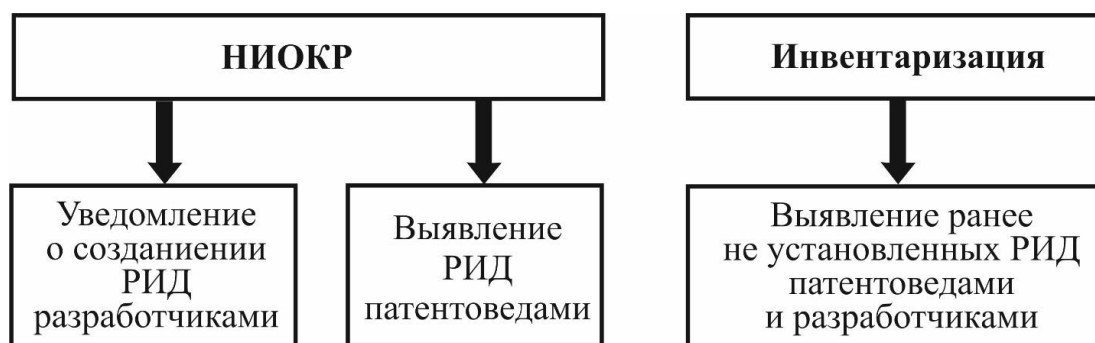 НИОКР
Инвентаризация
Уведомление
о созданиении
РИД
разработчиками
Выявление
РИД
патентоведами
Выявление ранее
не установленных РИД
патентоведами
и разработчиками